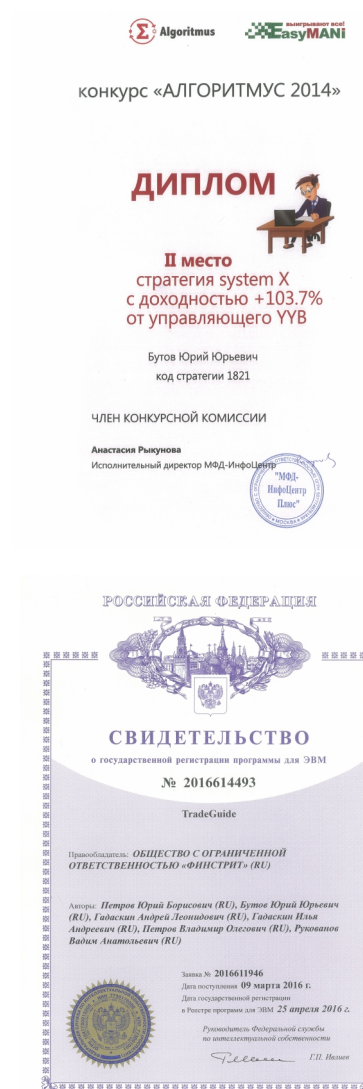 Algoritmus
выигрывают все!
EasyMANi
конкурс «АЛГОРИТМУС 2014»
ДИПЛОМ
II место
стратегия system X
с доходностью +103.7%
от управляющего YYB
Бутов Юрий Юрьевич
код стратегии 1821
ЧЛЕН КОНКУРСНОЙ КОМИССИИ
Анастасия Рыкунова
Исполнительный директор МФД-ИнфоЦентр
"МФД-
ИнфоЦентр
Плюс"
МОСКВА
РОССИЙСКАЯ ФЕДЕРАЦИЯ
СВИДЕТЕЛЬСТВО
о государственной регистрации программы для ЭВМ
№ 2016614493
TradeGuide
Правообладатель: ОБЩЕСТВО С ОГРАНИЧЕННОЙ
ОТВЕТСТВЕННОСТЬЮ «ФИНСТРИТ» (RU)
Авторы: Петров Юрий Борисович (RU), Бутов Юрий Юрьевич
(RU), Гадаскин Андрей Леонидович (RU), Гадаскин Илья
Андреевич (RU), Петров Владимир Олегович (RU), Рукованов
Вадим Анатольевич (RU)
Заявка № 2016611946
Дата поступления 09 марта 2016 г.
Дата государственной регистрации
в Реестре программ для ЭВМ 25 апреля 2016 г.
Руководитель Федеральной службы
по интеллектуальной собственности
Г.П. Ивлиев